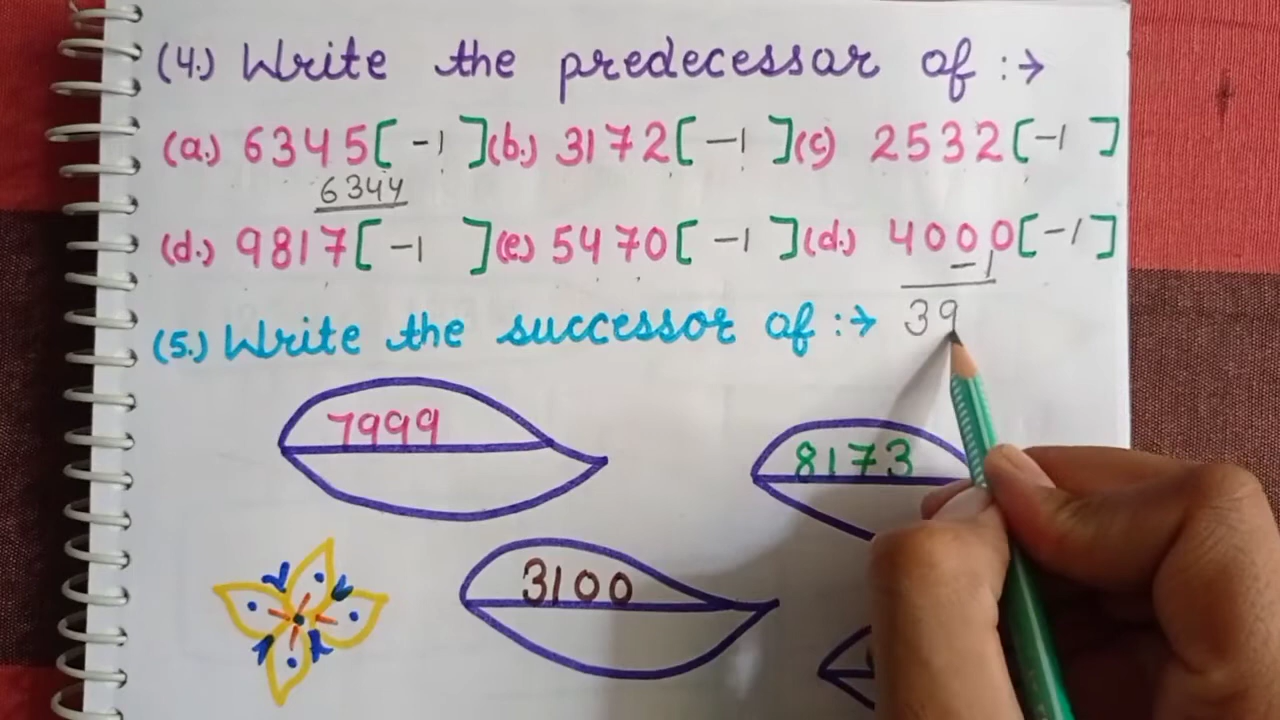 (4.) Write the predecessor of :→
(a.) 6345[ -1 ](b.) 3172[ -1 ](c) 2532[ -1 ]
6344
(d.) 9817[ -1 ](e) 5470[ -1 ](d.) 4000[ -1 ]
-1
(5.) Write the successor of :→ 39
7999
8173
3100